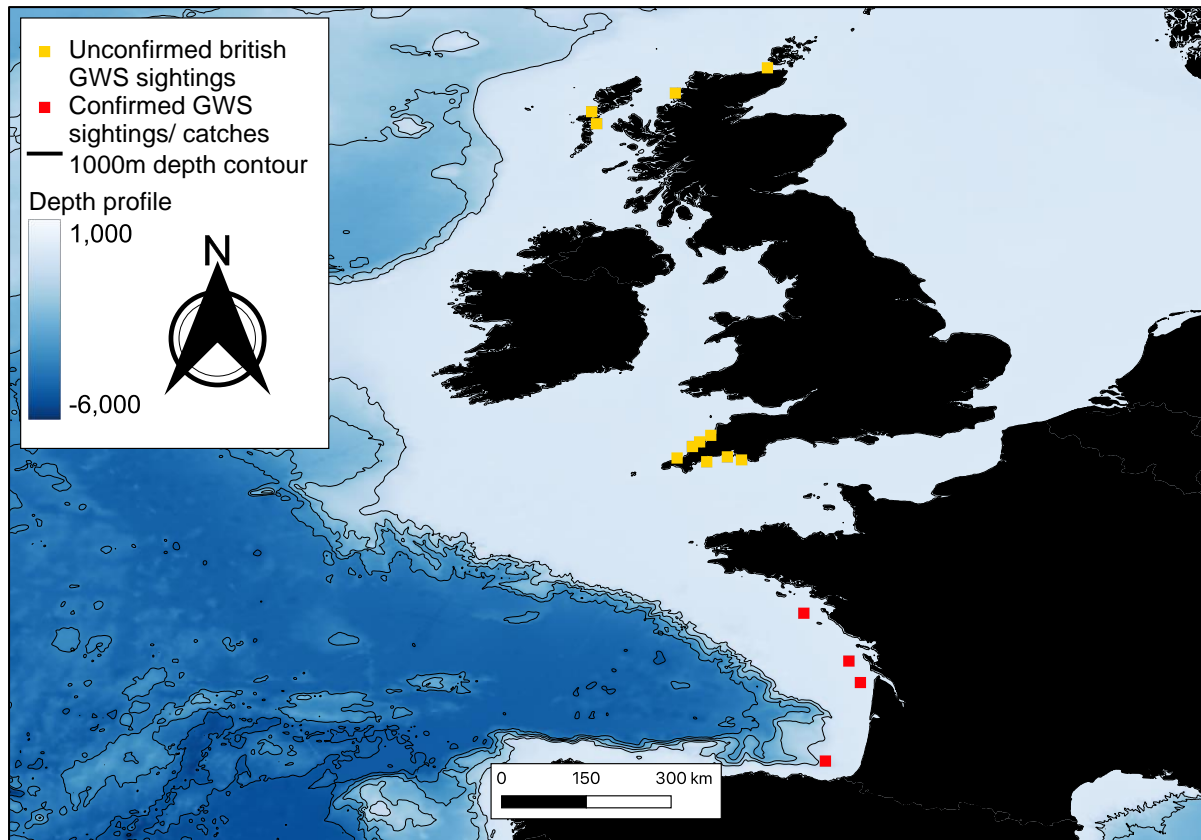 Unconfirmed british
GWS sightings
Confirmed GWS
sightings/ catches
1000m depth contour
Depth profile
1,000
-6,000
N
0 150 300 km